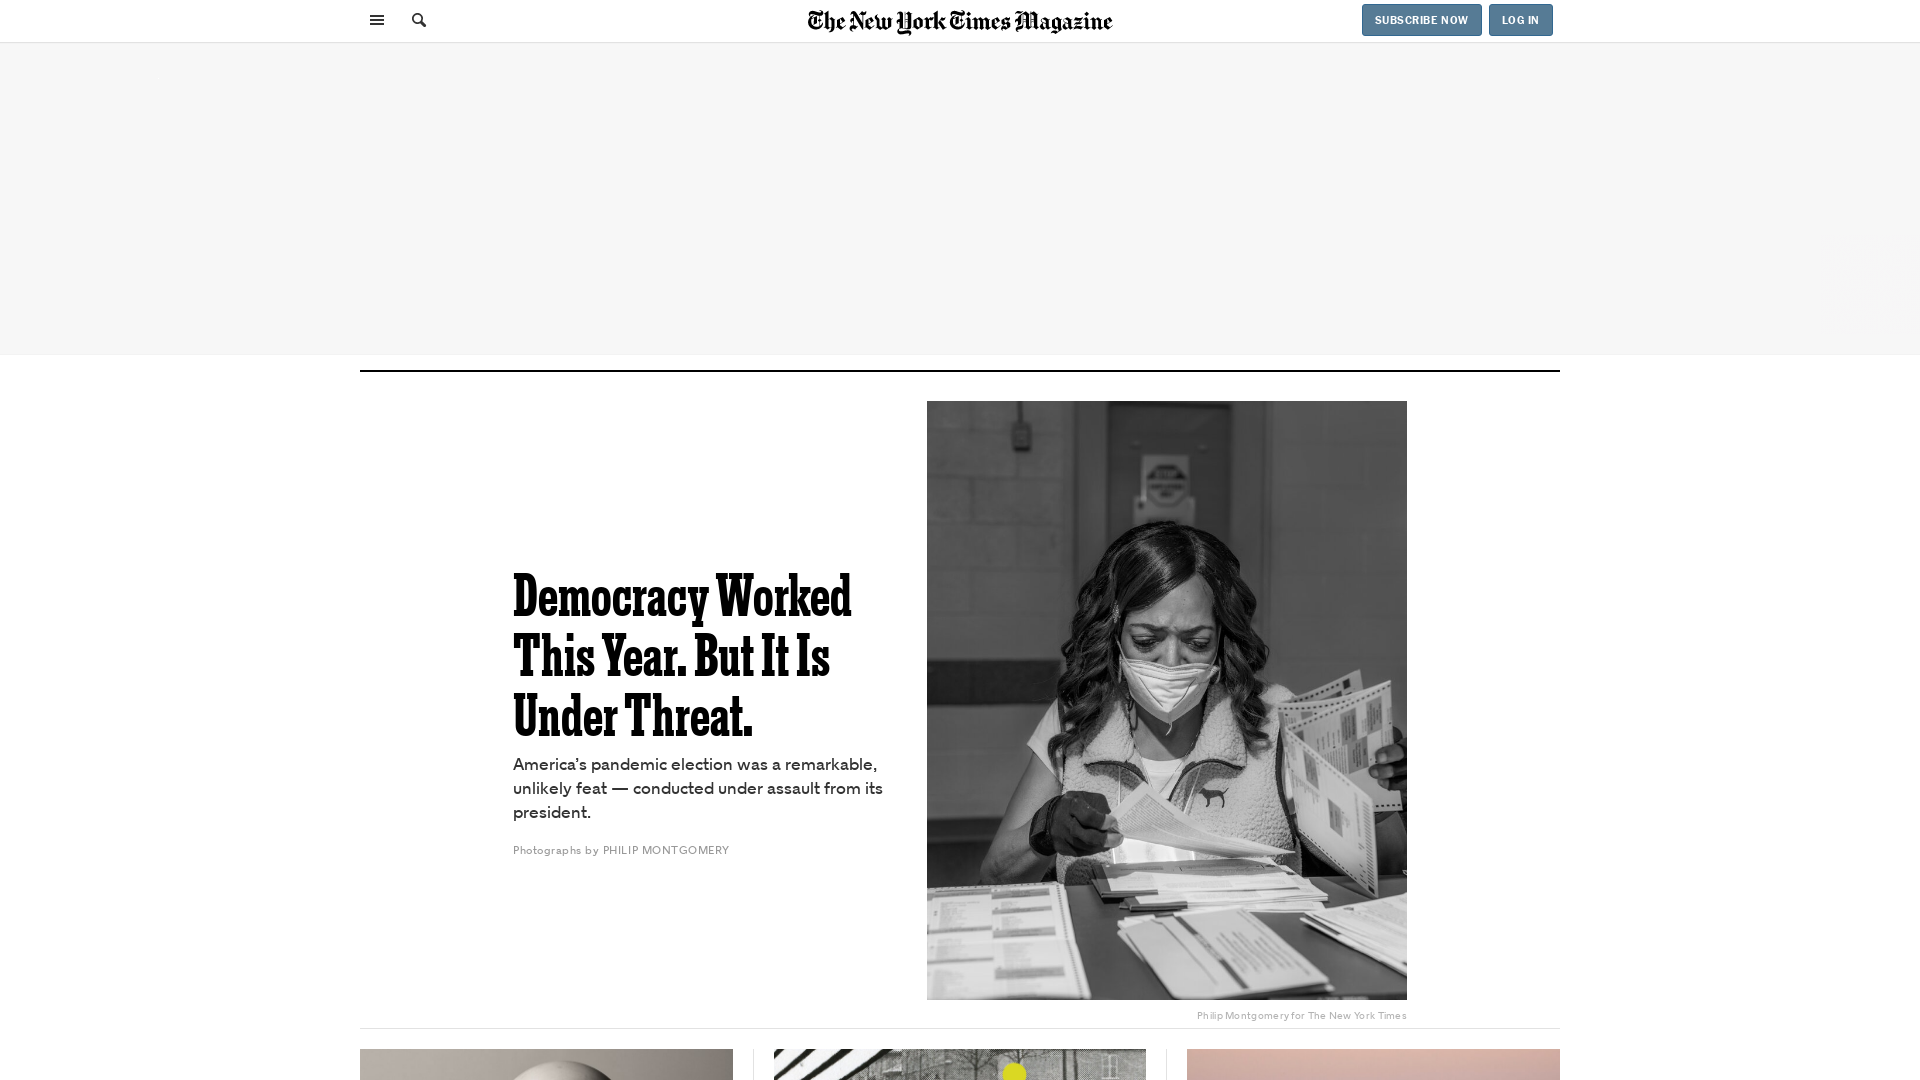 The New York Times Magazine
SUBSCRIBE NOW
LOG IN
Democracy Worked
This Year. But It Is
Under Threat.
America’s pandemic election was a remarkable,
unlikely feat — conducted under assault from its
president.
Photographs by PHILIP MONTGOMERY
STOP
Philip Montgomery for The New York Times